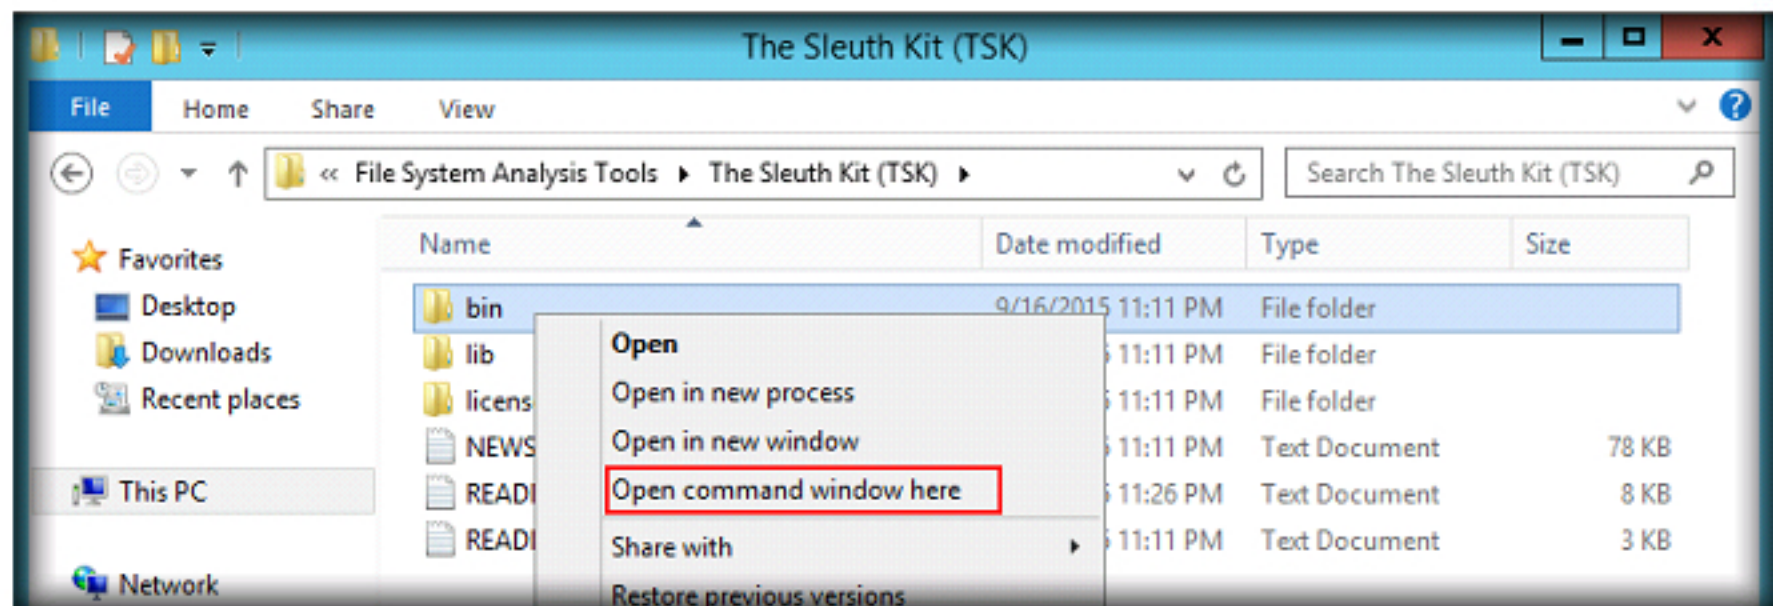 The Sleuth Kit (TSK)
File Home Share View
« File System Analysis Tools The Sleuth Kit (TSK) Search The Sleuth Kit (TSK)
Name Date modified Type Size
Favorites
Desktop
Downloads
Recent places
This PC
Network
bin 9/16/2015 11:11 PM File folder
lib 11:11 PM File folder
licens 11:11 PM File folder
NEWS 11:11 PM Text Document 78 KB
READ 11:26 PM Text Document 8 KB
READ 11:11 PM Text Document 3 KB
Open
Open in new process
Open in new window
Open command window here
Share with
Restore previous versions